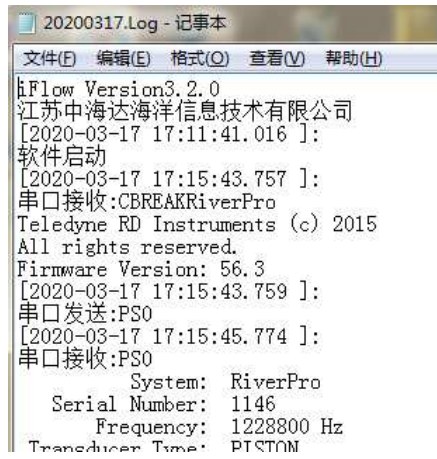 20200317.Log - 记事本
文件(F) 编辑(E) 格式(O) 查看(V) 帮助(H)
iFlow Version3.2.0
江苏中海达海洋信息技术有限公司
[2020-03-17 17:11:41.016 ]:
软件启动
[2020-03-17 17:15:43.757 ]:
串口接收:CBREAKRiverPro
Teledyne RD Instruments (c) 2015
All rights reserved.
Firmware Version: 56.3
[2020-03-17 17:15:43.759 ]:
串口发送:PS0
[2020-03-17 17:15:45.774 ]:
串口接收:PS0
System: RiverPro
Serial Number: 1146
Frequency: 1228800 Hz
Transducer Type: PISTON